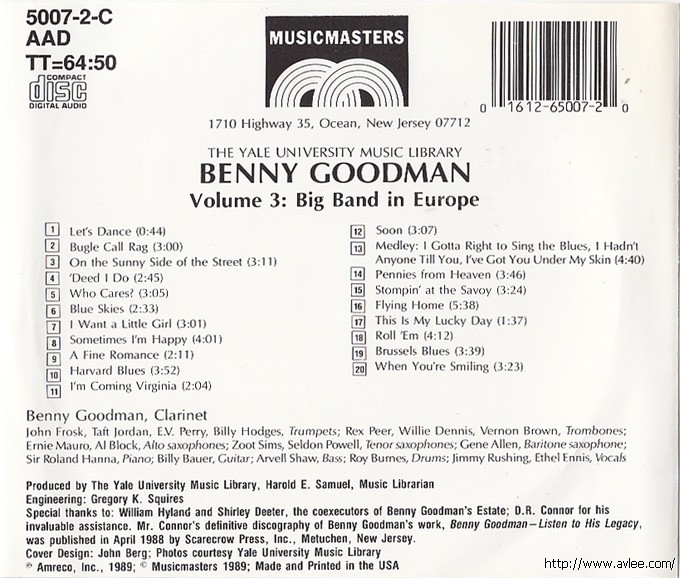 5007-2-C
AAD
TT=64:50
COMPACT
disc
DIGITAL AUDIO
MUSICMASTERS
0 1612-65007-2 0
1710 Highway 35, Ocean, New Jersey 07712
THE YALE UNIVERSITY MUSIC LIBRARY
BENNY GOODMAN
Volume 3: Big Band in Europe
1 Let's Dance (0:44)
2 Bugle Call Rag (3:00)
3 On the Sunny Side of the Street (3:11)
4 'Deed I Do (2:45)
5 Who Cares? (3:05)
6 Blue Skies (2:33)
7 I Want a Little Girl (3:01)
8 Sometimes I'm Happy (4:01)
9 A Fine Romance (2:11)
10 Harvard Blues (3:52)
11 I'm Coming Virginia (2:04)
12 Soon (3:07)
13 Medley: I Gotta Right to Sing the Blues, I Hadn't
Anyone Till You, I've Got You Under My Skin (4:40)
14 Pennies from Heaven (3:46)
15 Stompin' at the Savoy (3:24)
16 Flying Home (5:38)
17 This Is My Lucky Day (1:37)
18 Roll 'Em (4:12)
19 Brussels Blues (3:39)
20 When You're Smiling (3:23)
Benny Goodman, Clarinet
John Frosk, Taft Jordan, E.V. Perry, Billy Hodges, Trumpets; Rex Peer, Willie Dennis, Vernon Brown, Trombones;
Ernie Mauro, Al Block, Alto saxophones; Zoot Sims, Seldon Powell, Tenor saxophones; Gene Allen, Baritone saxophone;
Sir Roland Hanna, Piano; Billy Bauer, Guitar; Arvell Shaw, Bass; Roy Burnes, Drums; Jimmy Rushing, Ethel Ennis, Vocals
Produced by The Yale University Music Library, Harold E. Samuel, Music Librarian
Engineering: Gregory K. Squires
Special thanks to: William Hyland and Shirley Deeter, the coexecutors of Benny Goodman's Estate; D.R. Connor for his
invaluable assistance. Mr. Connor's definitive discography of Benny Goodman's work, Benny Goodman—Listen to His Legacy,
was published in April 1988 by Scarecrow Press, Inc., Metuchen, New Jersey.
Cover Design: John Berg; Photos courtesy Yale University Music Library
℗ Amreco, Inc., 1989; © Musicmasters 1989; Made and Printed in the USA
http://www.avlee.com/